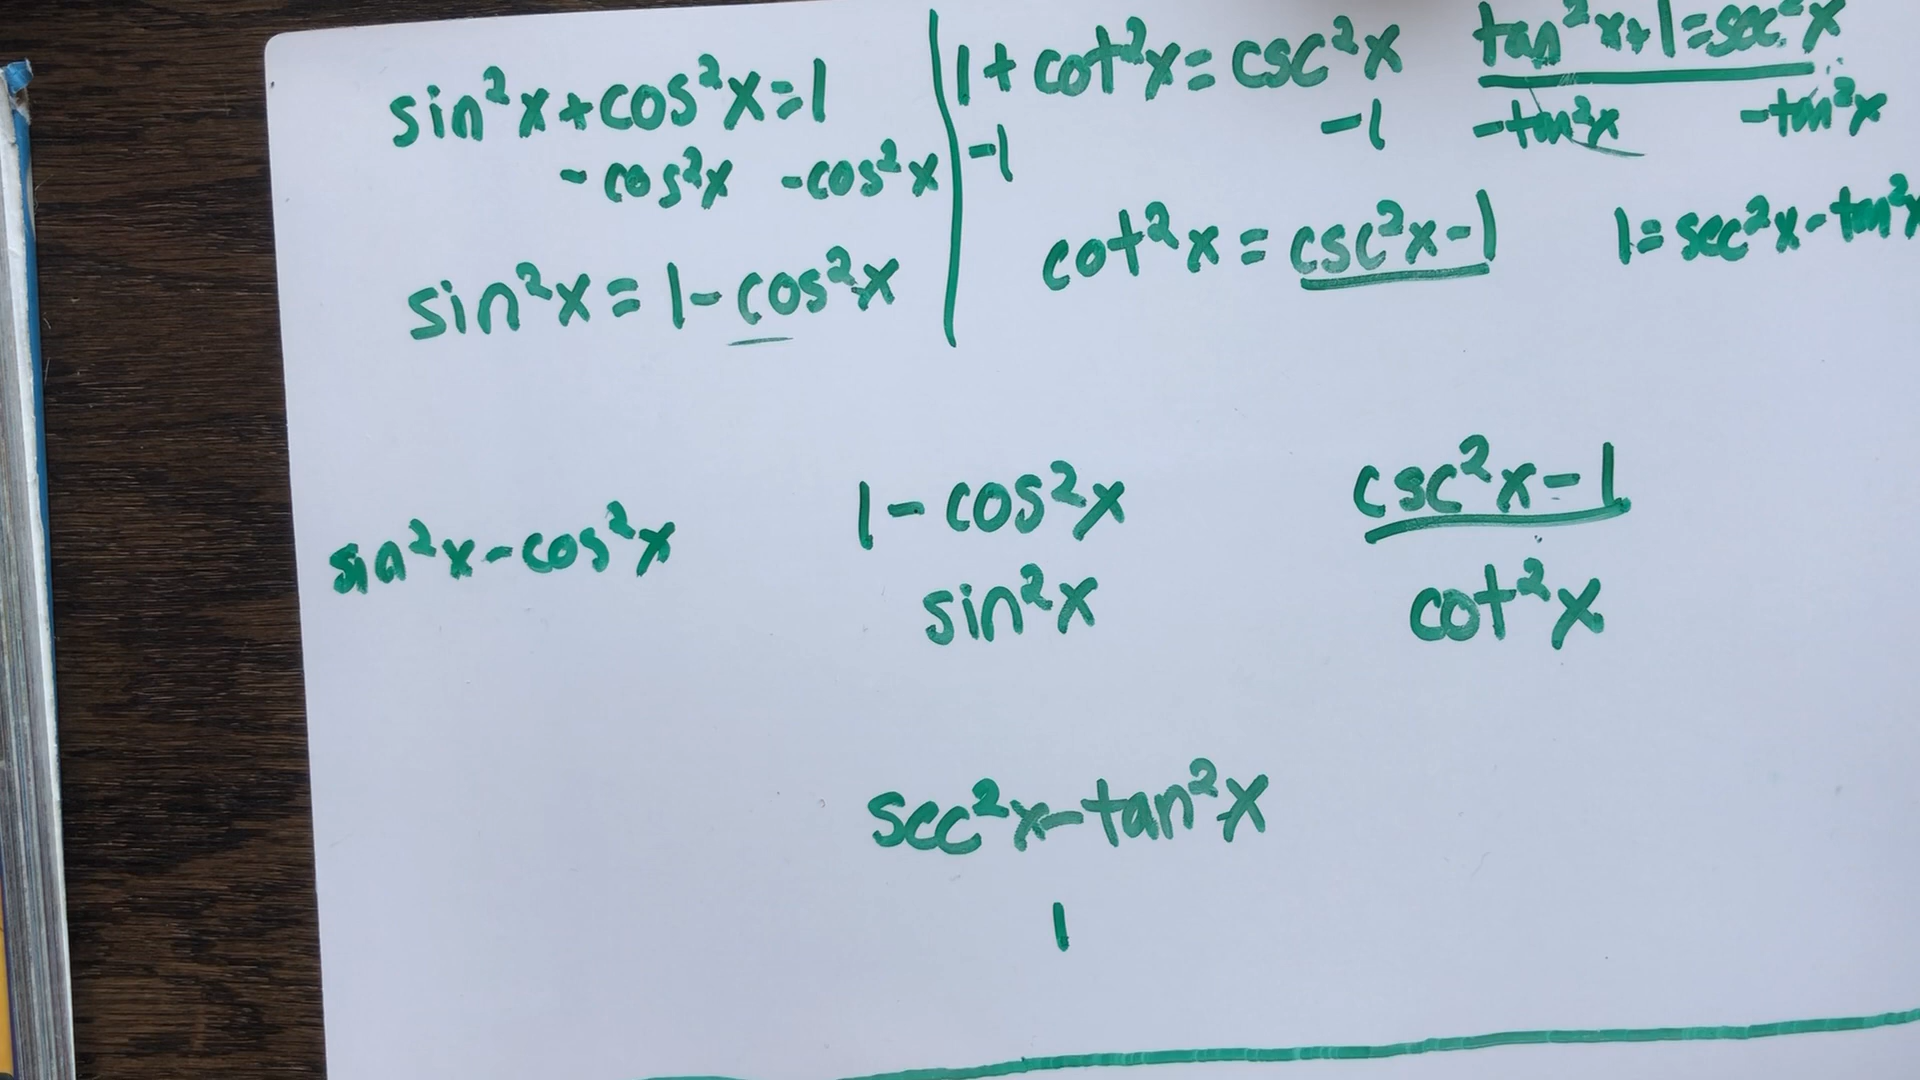 sin²x+cos²x=1
-cos²x -cos²x
sin²x=1-cos²x
1+cot²x=csc²x
-1 -1
cot²x=csc²x-1
tan²x+1=sec²x
-tan²x -tan²x
1=sec²x-tan²x
sin²x-cos²x
1-cos²x
sin²x
csc²x-1
cot²x
sec²x-tan²x
1